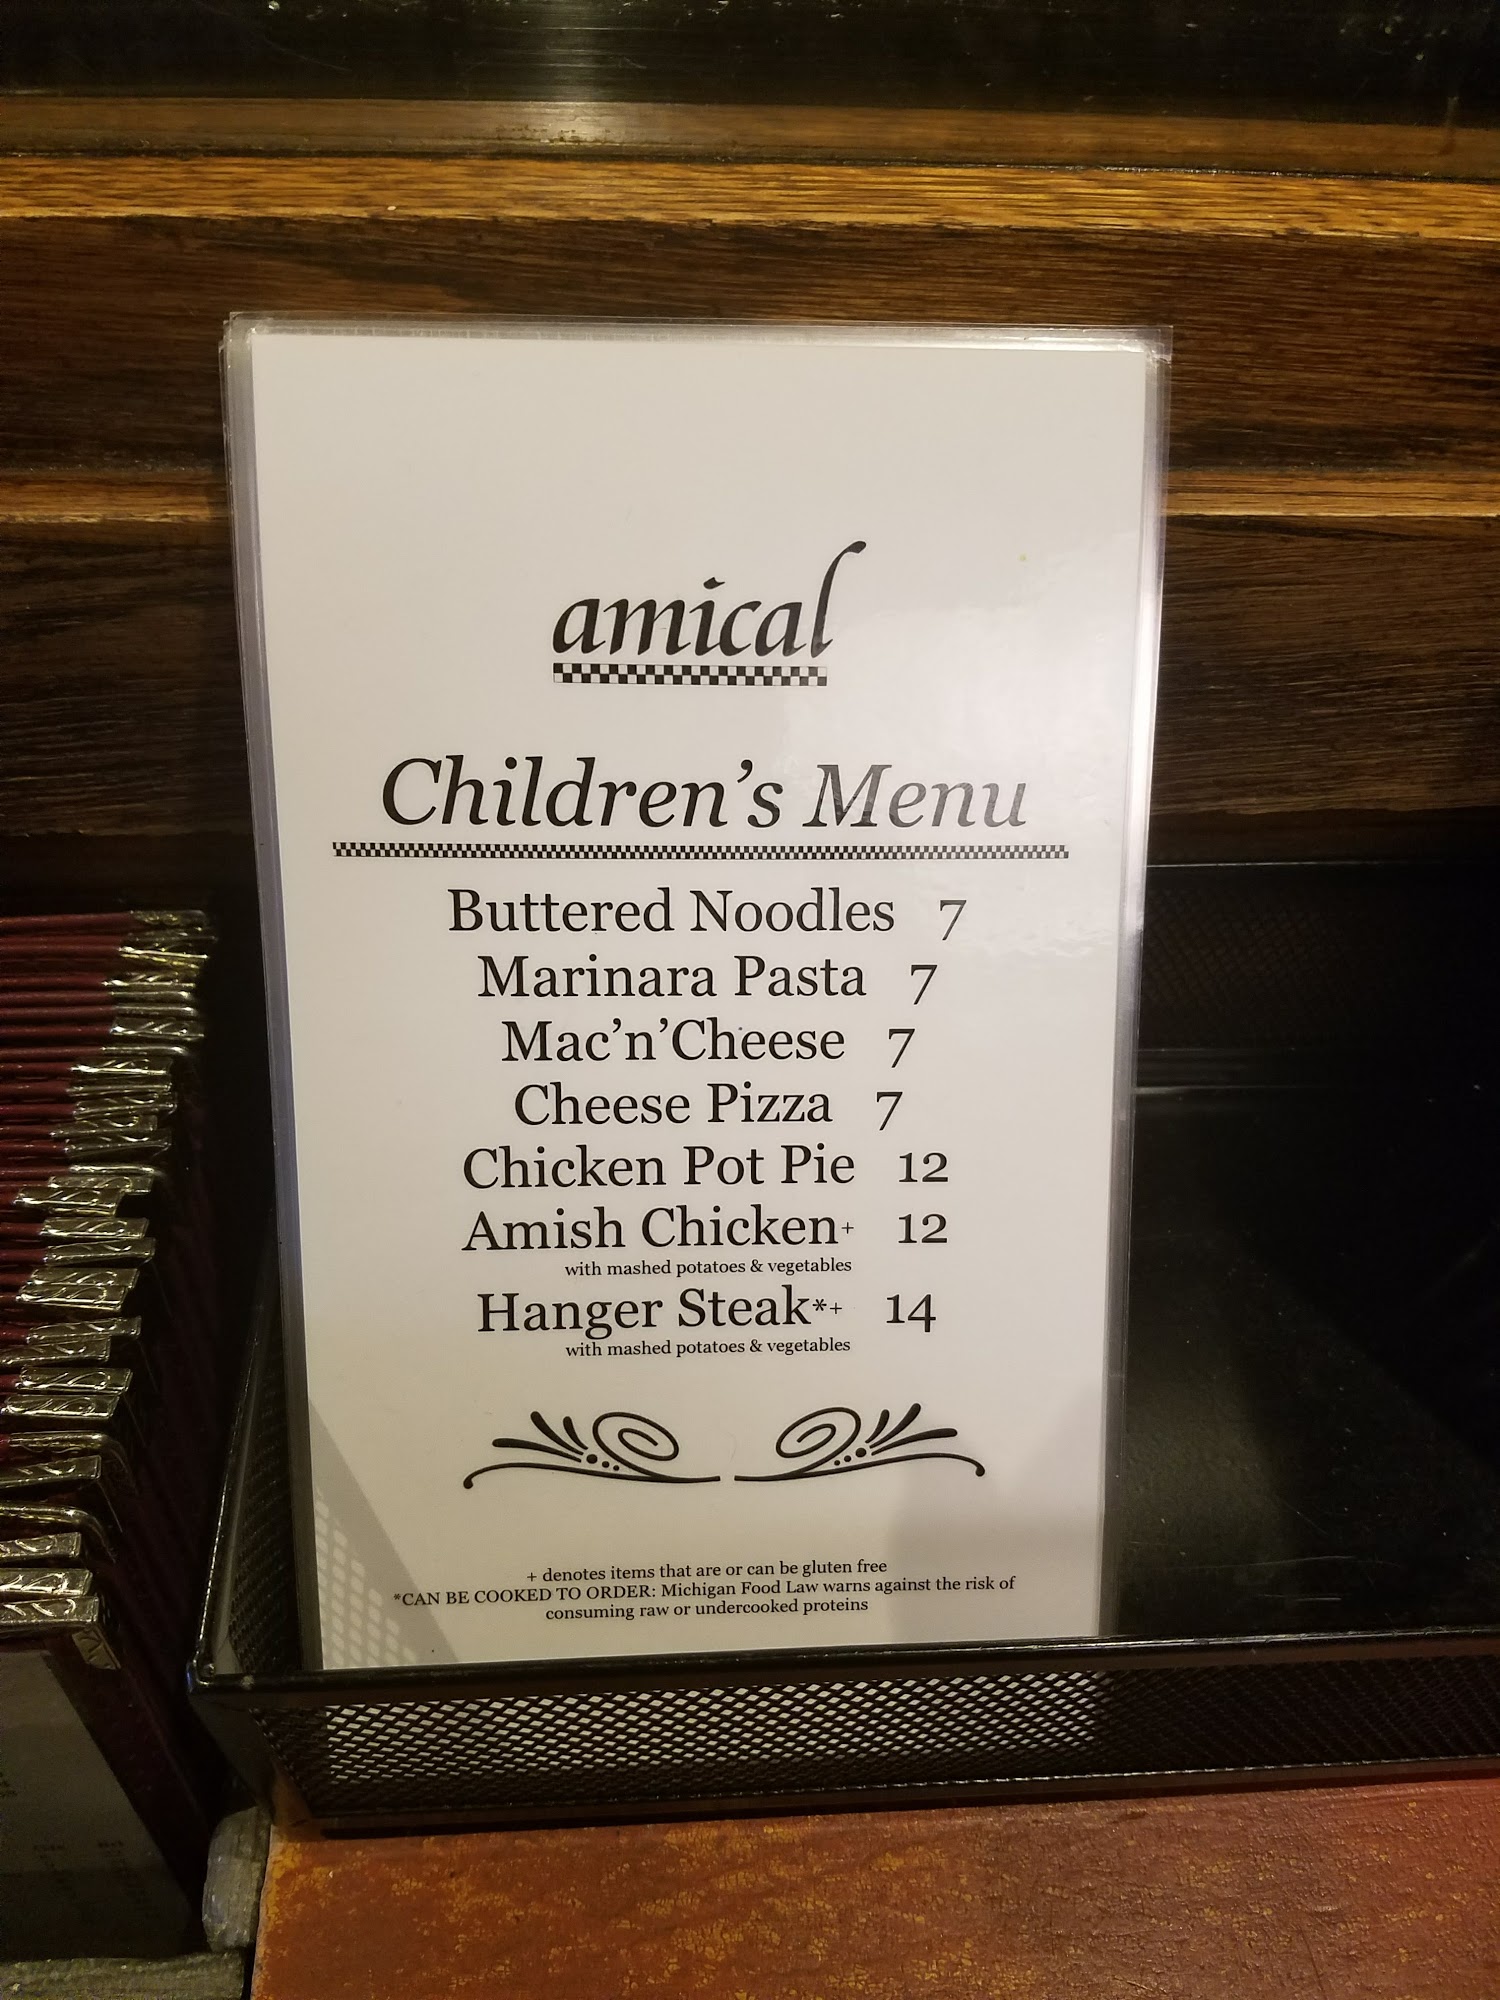 amical
Children's Menu
Buttered Noodles 7
Marinara Pasta 7
Mac'n'Cheese 7
Cheese Pizza 7
Chicken Pot Pie 12
Amish Chicken+ 12
with mashed potatoes & vegetables
Hanger Steak*+ 14
with mashed potatoes & vegetables
+ denotes items that are or can be gluten free
*CAN BE COOKED TO ORDER: Michigan Food Law warns against the risk of
consuming raw or undercooked proteins